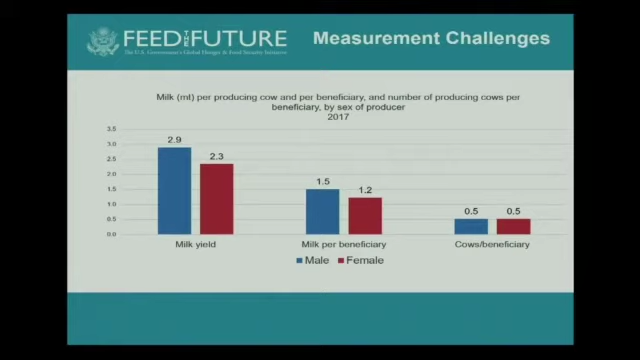 FEED THE FUTURE
The U.S. Government's Global Hunger & Food Security Initiative
Measurement Challenges
Milk (mt) per producing cow and per beneficiary, and number of producing cows per
beneficiary, by sex of producer
2017
3.5
3.0
2.5
2.0
1.5
1.0
0.5
0.0
2.9
2.3
1.5
1.2
0.5
0.5
Milk yield
Milk per beneficiary
Cows/beneficiary
Male
Female